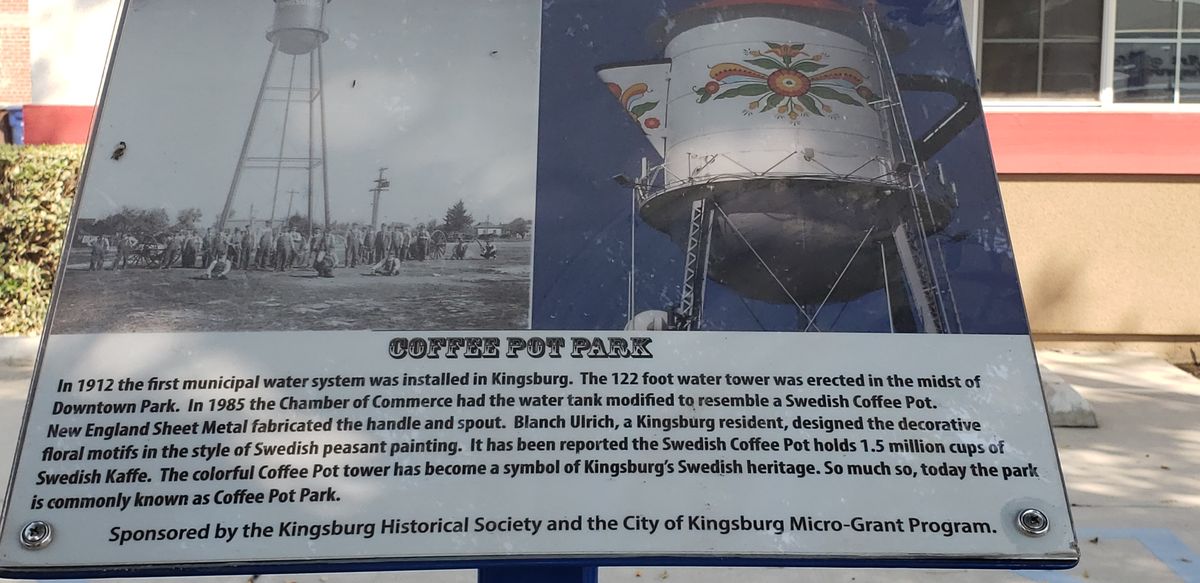 COFFEE POT PARK
In 1912 the first municipal water system was installed in Kingsburg. The 122 foot water tower was erected in the midst of
Downtown Park. In 1985 the Chamber of Commerce had the water tank modified to resemble a Swedish Coffee Pot.
New England Sheet Metal fabricated the handle and spout. Blanch Ulrich, a Kingsburg resident, designed the decorative
floral motifs in the style of Swedish peasant painting. It has been reported the Swedish Coffee Pot holds 1.5 million cups of
Swedish Kaffe. The colorful Coffee Pot tower has become a symbol of Kingsburg's Swedish heritage. So much so, today the park
is commonly known as Coffee Pot Park.
Sponsored by the Kingsburg Historical Society and the City of Kingsburg Micro-Grant Program.